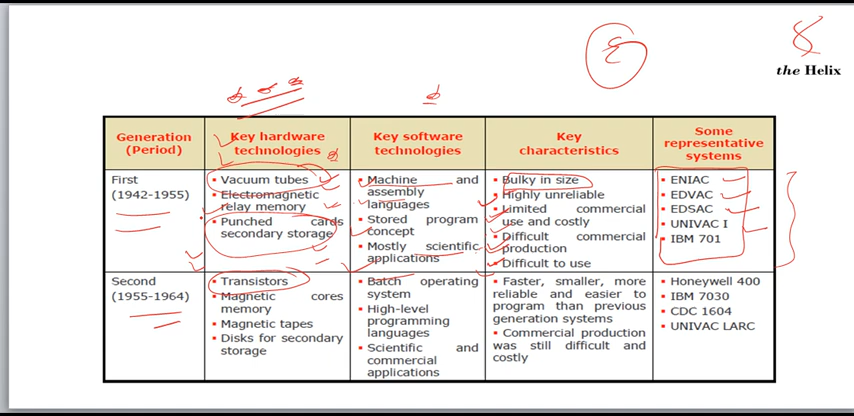 the Helix
Generation
(Period)
Key hardware
technologies
Key software
technologies
Key
characteristics
Some
representative
systems
First
(1942-1955)
▪ Vacuum tubes
▪ Electromagnetic
relay memory
▪ Punched cards
secondary storage
▪ Machine and
assembly
languages
▪ Stored program
concept
▪ Mostly scientific
applications
▪ Bulky in size
▪ Highly unreliable
▪ Limited commercial
use and costly
▪ Difficult commercial
production
▪ Difficult to use
▪ ENIAC
▪ EDVAC
▪ EDSAC
▪ UNIVAC I
▪ IBM 701
Second
(1955-1964)
▪ Transistors
▪ Magnetic cores
memory
▪ Magnetic tapes
▪ Disks for secondary
storage
▪ Batch operating
system
▪ High-level
programming
languages
▪ Scientific and
commercial
applications
▪ Faster, smaller, more
reliable and easier to
program than previous
generation systems
▪ Commercial production
was still difficult and
costly
▪ Honeywell 400
▪ IBM 7030
▪ CDC 1604
▪ UNIVAC LARC